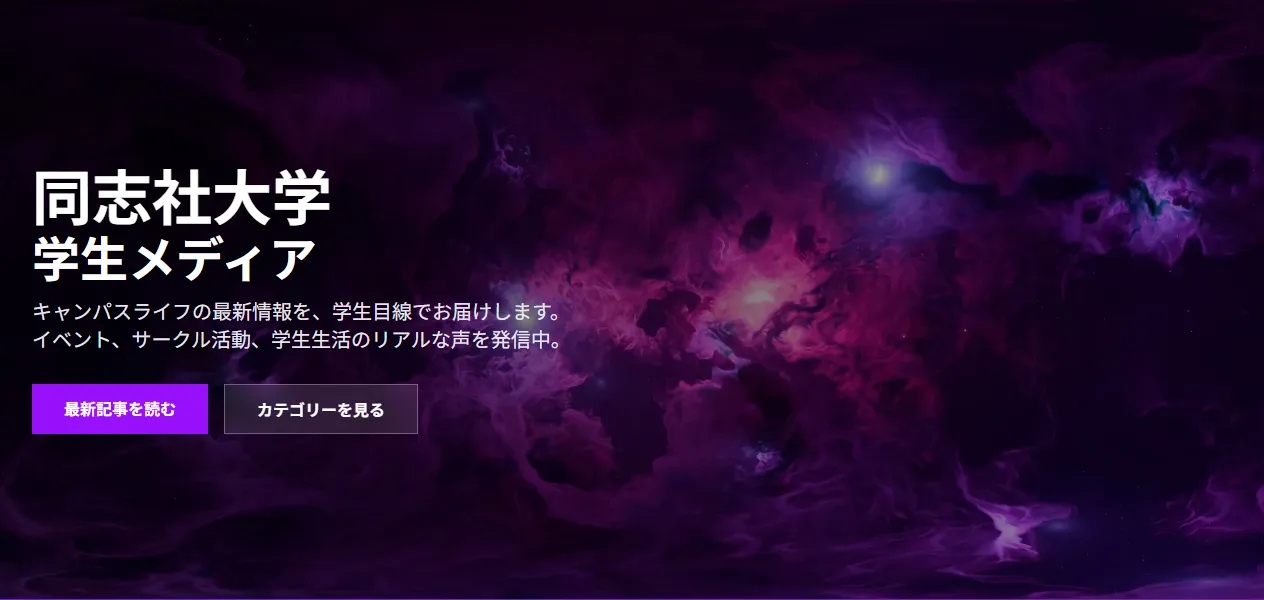 同志社大学
学生メディア
キャンパスライフの最新情報を、学生目線でお届けします。
イベント、サークル活動、学生生活のリアルな声を発信中。
最新記事を読む
カテゴリーを見る